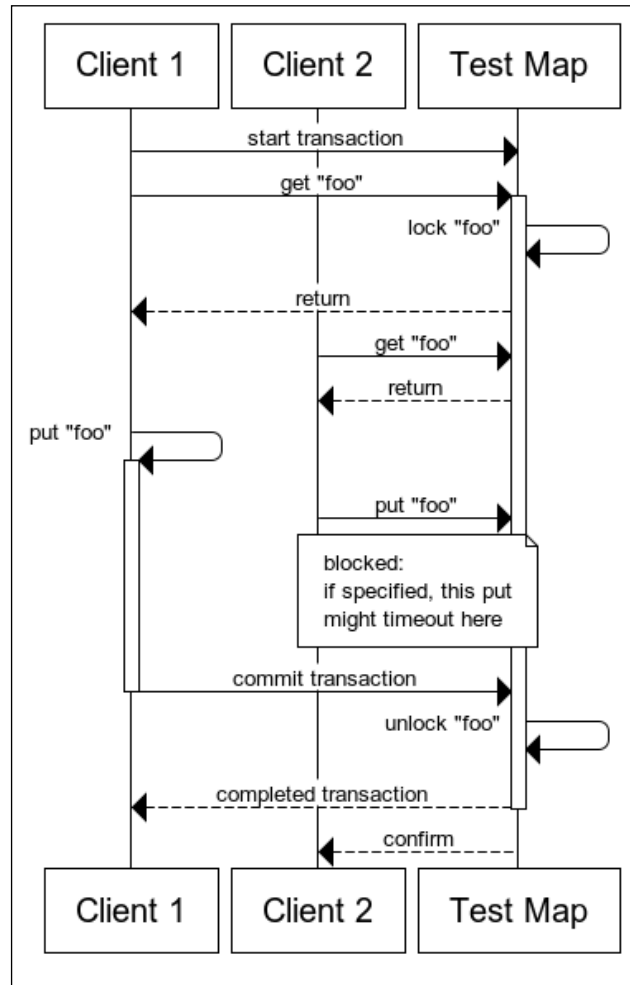 Client 1
Client 2
Test Map
start transaction
get "foo"
lock "foo"
return
get "foo"
return
put "foo"
put "foo"
blocked:
if specified, this put
might timeout here
commit transaction
unlock "foo"
completed transaction
confirm
Client 1
Client 2
Test Map